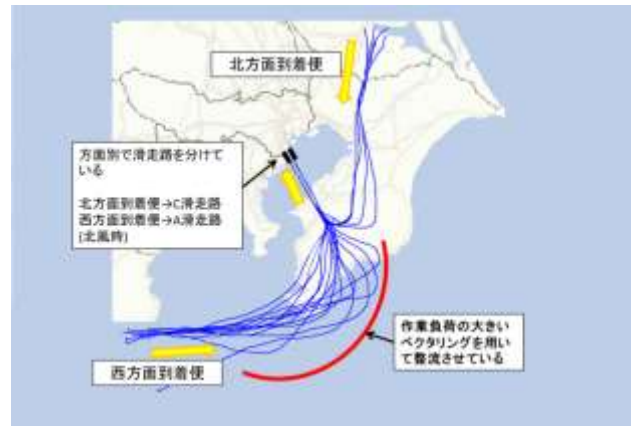 北方面到着便
方面別で滑走路を分けて
いる
北方面到着便→C滑走路
西方面到着便→A滑走路
(北風時)
作業負荷の大きい
ベクタリングを用い
て整流させている
西方面到着便